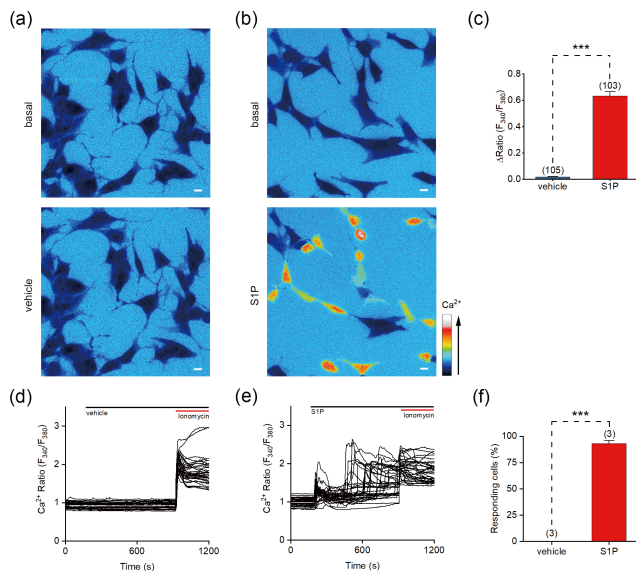 (a)
basal
vehicle
(b)
basal
S1P
Ca²⁺
(c)
***
(103)
(105)
ΔRatio (F₃₄₀/F₃₈₀)
0.8
0.6
0.4
0.2
0.0
vehicle S1P
(d)
vehicle
Ionomycin
Ca²⁺ Ratio (F₃₄₀/F₃₈₀)
3
2
1
0
0 600 1200
Time (s)
(e)
S1P
Ionomycin
Ca²⁺ Ratio (F₃₄₀/F₃₈₀)
3
2
1
0
0 600 1200
Time (s)
(f)
***
(3)
(3)
Responding cells (%)
100
75
50
25
0
vehicle S1P